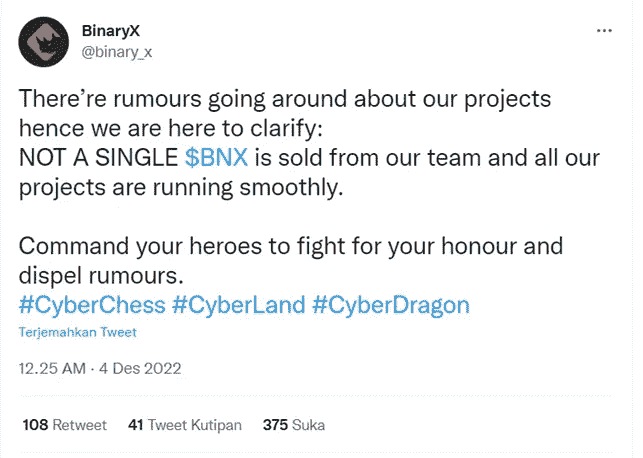 BinaryX
@binary_x
There’re rumours going around about our projects
hence we are here to clarify:
NOT A SINGLE $BNX is sold from our team and all our
projects are running smoothly.
Command your heroes to fight for your honour and
dispel rumours.
#CyberChess #CyberLand #CyberDragon
Terjemahkan Tweet
12.25 AM · 4 Des 2022
108 Retweet 41 Tweet Kutipan 375 Suka